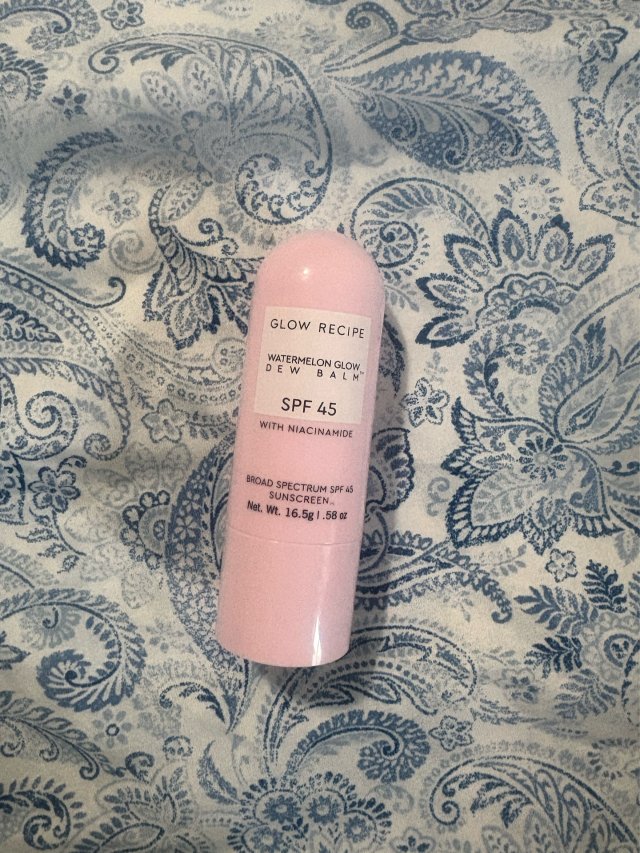 GLOW RECIPE
WATERMELON GLOW™
DEW BALM™
SPF 45
WITH NIACINAMIDE
BROAD SPECTRUM SPF 45
SUNSCREEN
Net. Wt. 16.5g | .58 oz